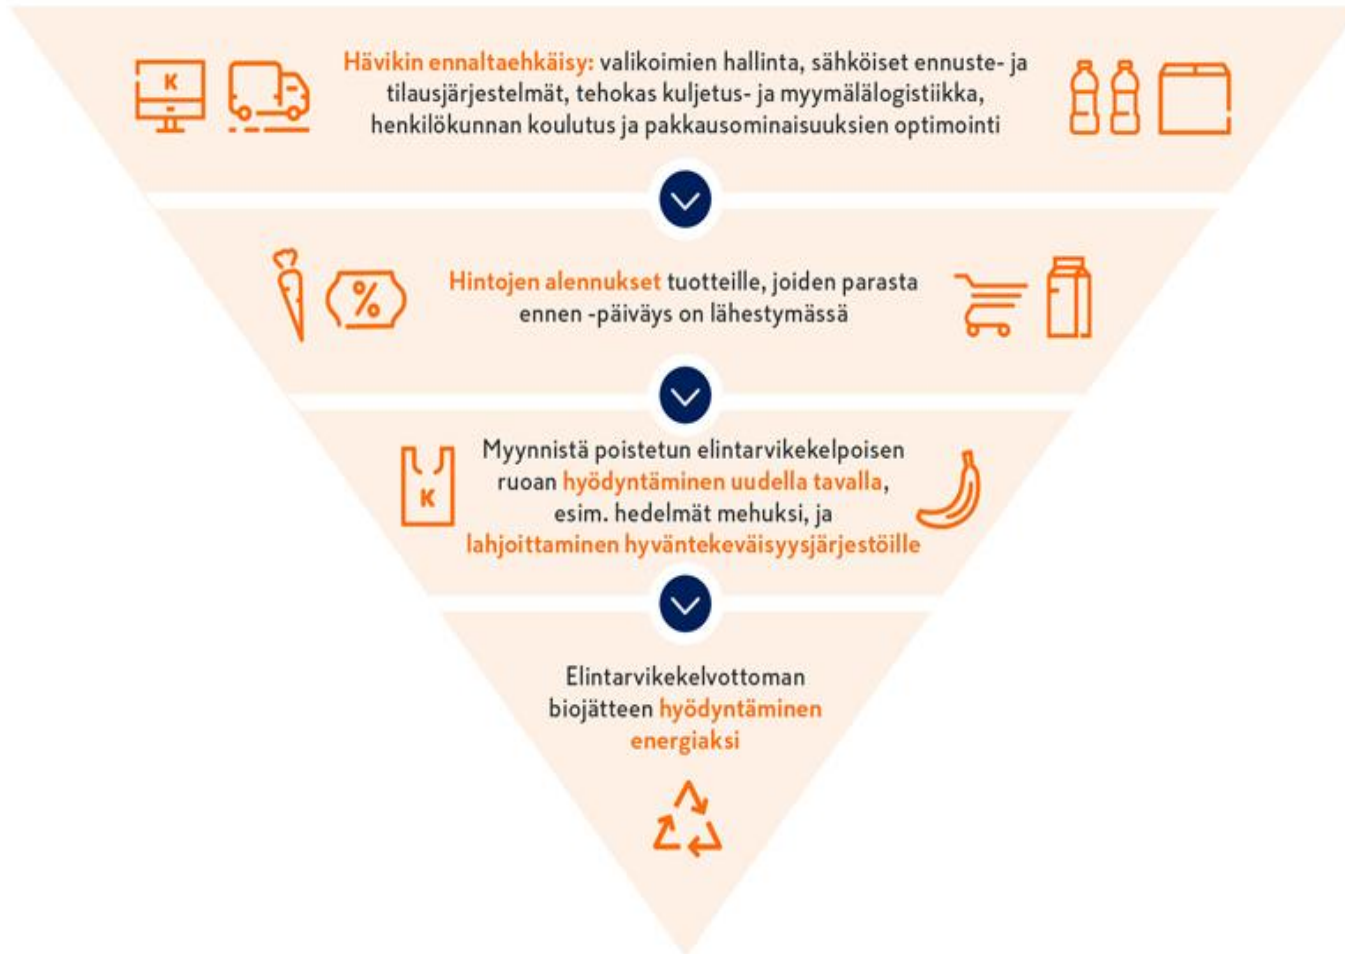 K
Hävikin ennaltaehkäisy: valikoimien hallinta, sähköiset ennuste- ja
tilausjärjestelmät, tehokas kuljetus- ja myymälälogistiikka,
henkilökunnan koulutus ja pakkausominaisuuksien optimointi
%
Hintojen alennukset tuotteille, joiden parasta
ennen -päiväys on lähestymässä
K
Myynnistä poistetun elintarvikekelpoisen
ruoan hyödyntäminen uudella tavalla,
esim. hedelmät mehuksi, ja
lahjoittaminen hyväntekeväisyysjärjestöille
Elintarvikekelvottoman
biojätteen hyödyntäminen
energiaksi